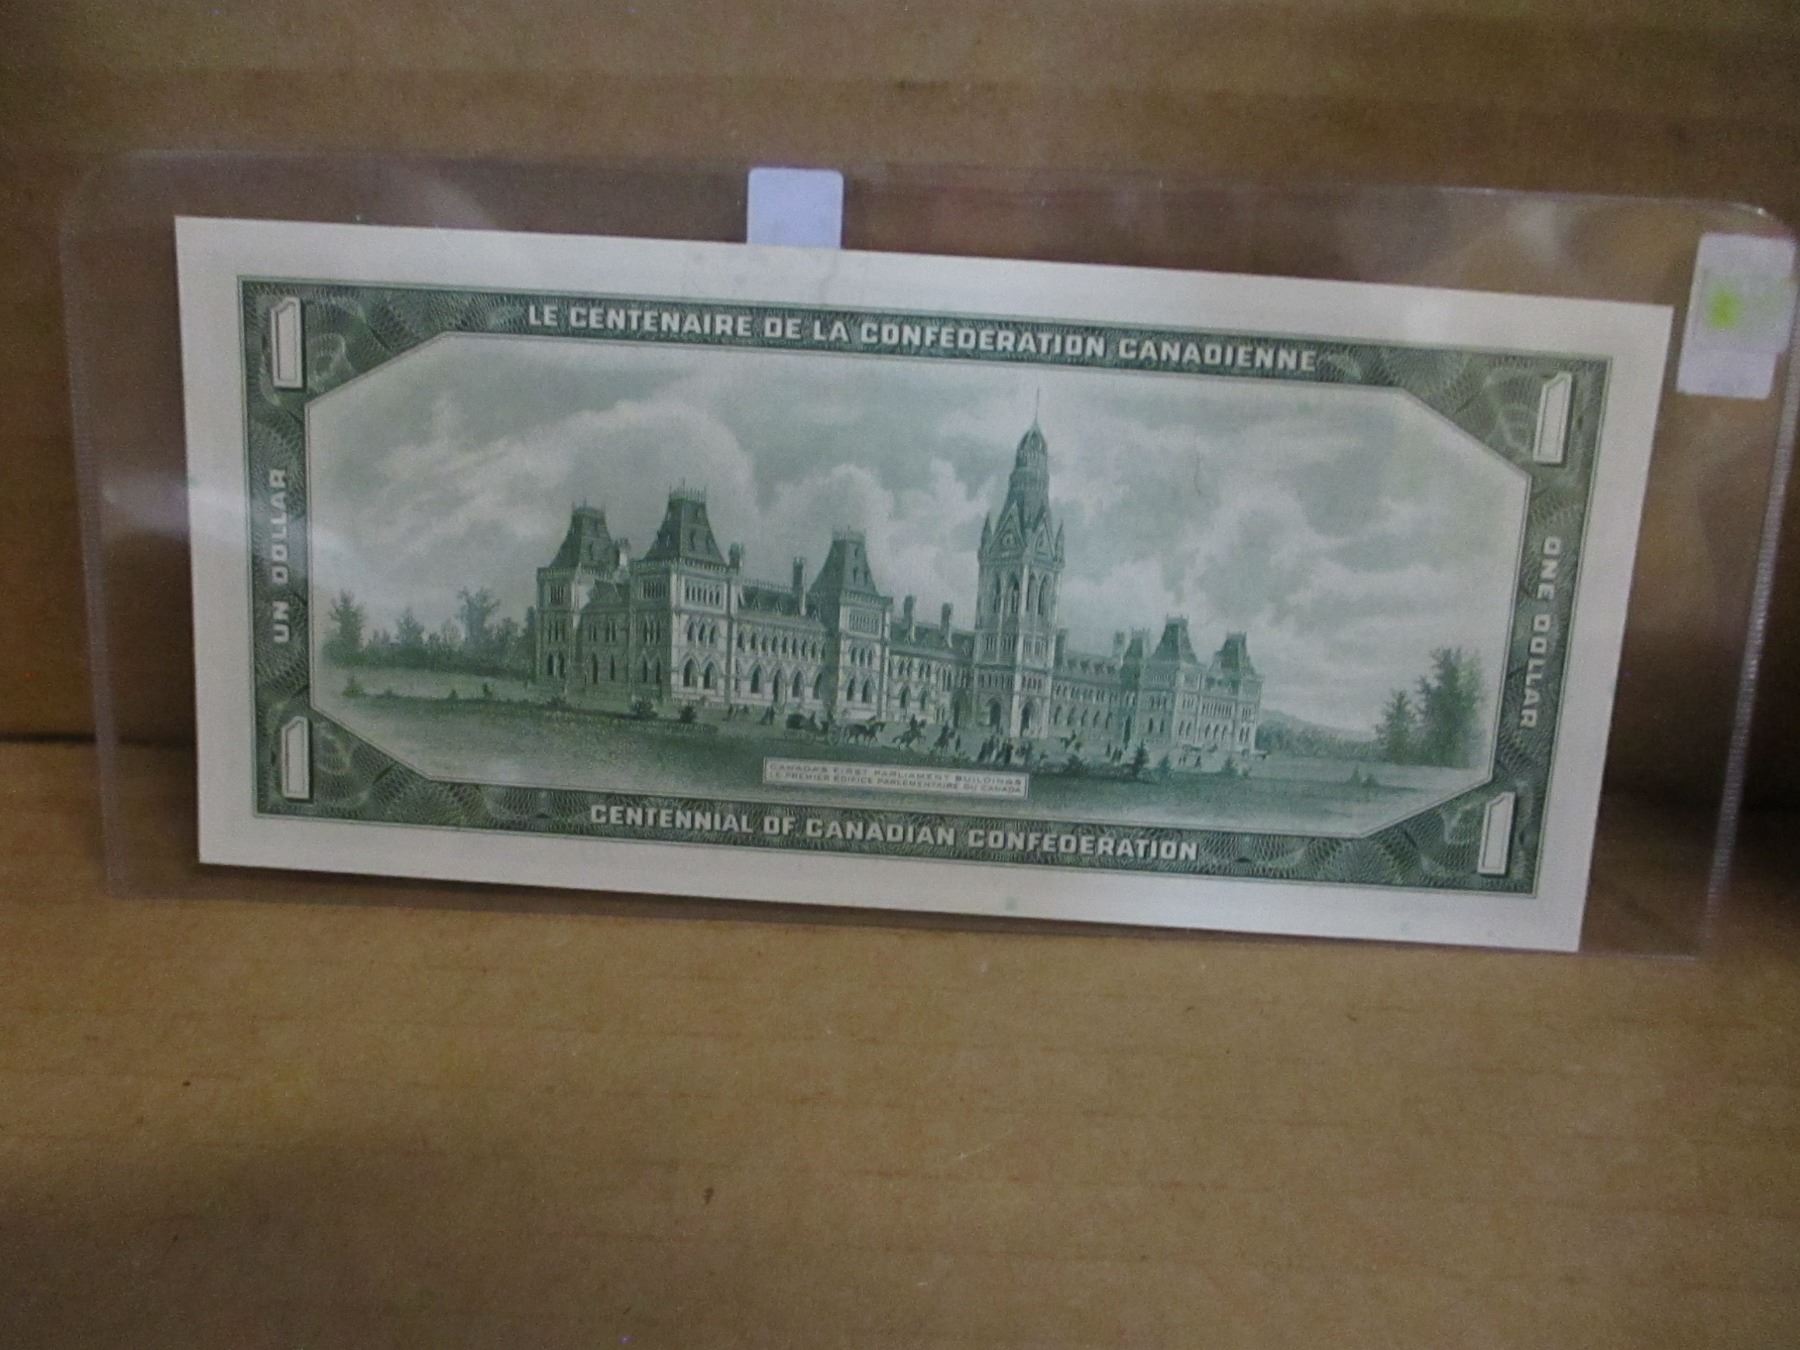 1
LE CENTENAIRE DE LA CONFEDERATION CANADIENNE
1
UN DOLLAR
ONE DOLLAR
CANADA'S FIRST PARLIAMENT BUILDINGS
LE PREMIER EDIFICE PARLEMENTAIRE DU CANADA
1
CENTENNIAL OF CANADIAN CONFEDERATION
1